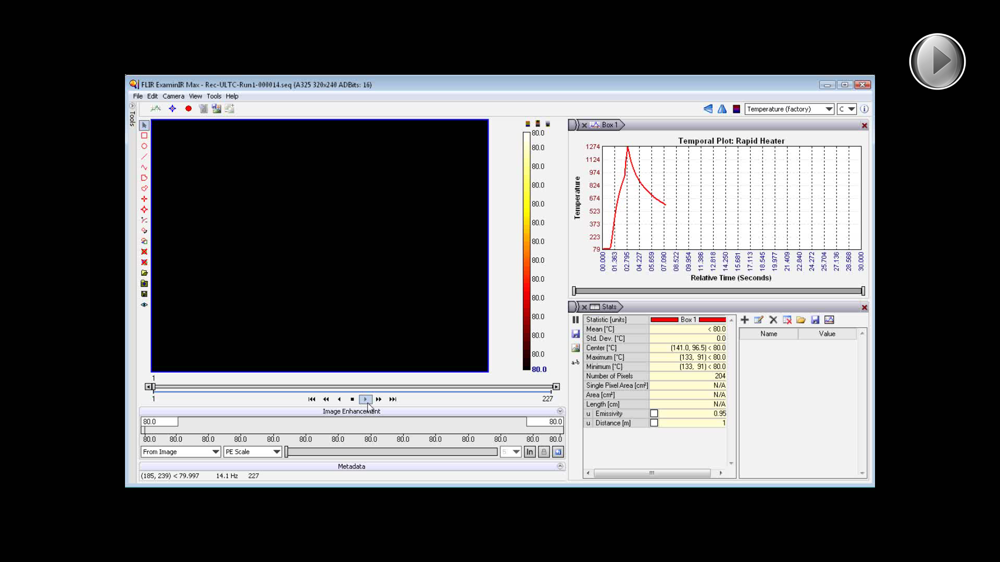 FLIR ExaminIR Max - Rec-ULTC-Run1-000014.seq (A325 320x240 ADBits: 16)
File Edit Camera View Tools Help
Temperature (factory) C
Tools
80.0
80.0
80.0
80.0
80.0
80.0
80.0
80.0
80.0
80.0
80.0
80.0
80.0
80.0
1
1 227
Image Enhancement
80.0 80.0
80.0 80.0 80.0 80.0 80.0 80.0 80.0 80.0 80.0 80.0 80.0 80.0 80.0 80.0
From Image PE Scale 5 In
Metadata
(185, 239) < 79.997 14.1 Hz 227
Box 1
Temporal Plot: Rapid Heater
Temperature
1274
1124
974
824
674
523
373
223
79
00.000 01.363 02.795 04.227 05.659 07.090 08.522 09.954 11.386 12.818 14.250 15.681 17.113 18.545 19.977 21.409 22.840 24.272 25.704 27.136 28.568 30.000
Relative Time (Seconds)
Stats
a-b
Statistic [units] Box 1
Mean [°C] < 80.0
Std. Dev. [°C] 0.0
Center [°C] (141.0, 96.5) < 80.0
Maximum [°C] (133, 91) < 80.0
Minimum [°C] (133, 91) < 80.0
Number of Pixels 204
Single Pixel Area [cm²] N/A
Area [cm²] N/A
Length [cm] N/A
u Emissivity 0.95
u Distance [m] 1
Name Value